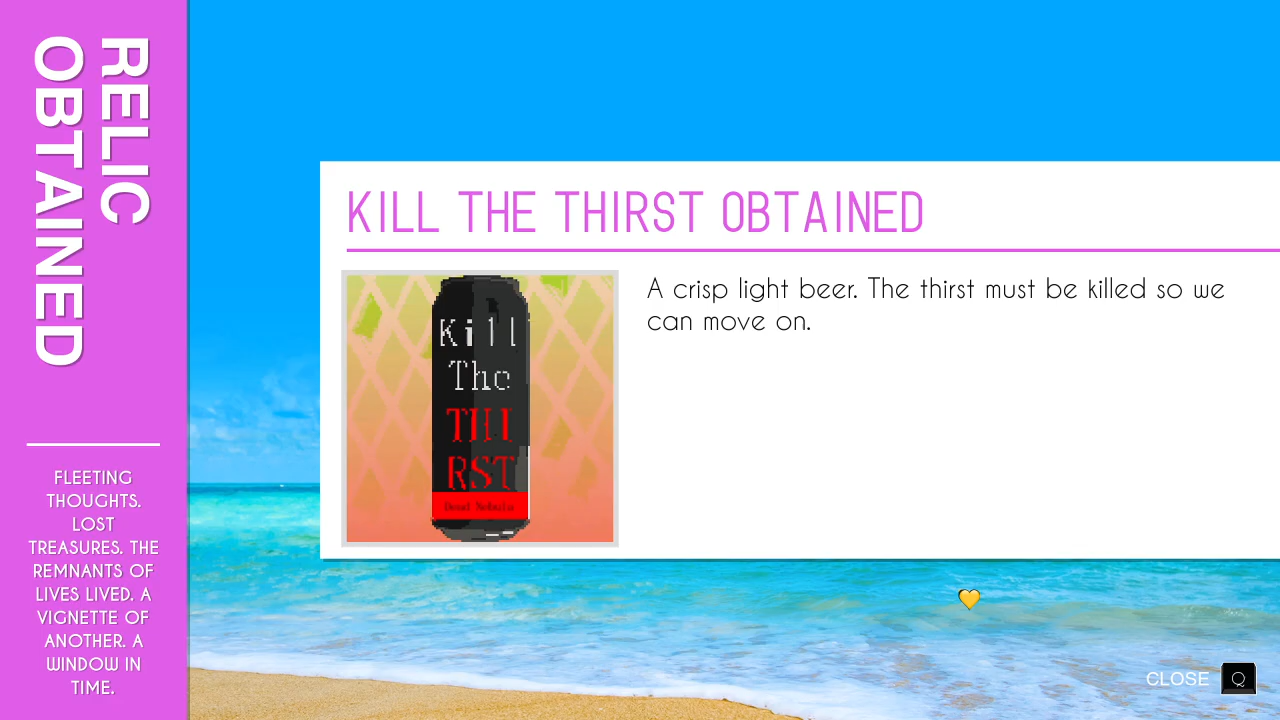 RELIC
OBTAINED
FLEETING
THOUGHTS.
LOST
TREASURES. THE
REMNANTS OF
LIVES LIVED. A
VIGNETTE OF
ANOTHER. A
WINDOW IN
TIME.
KILL THE THIRST OBTAINED
Kill
The
THI
RST
A crisp light beer. The thirst must be killed so we
can move on.
CLOSE Q